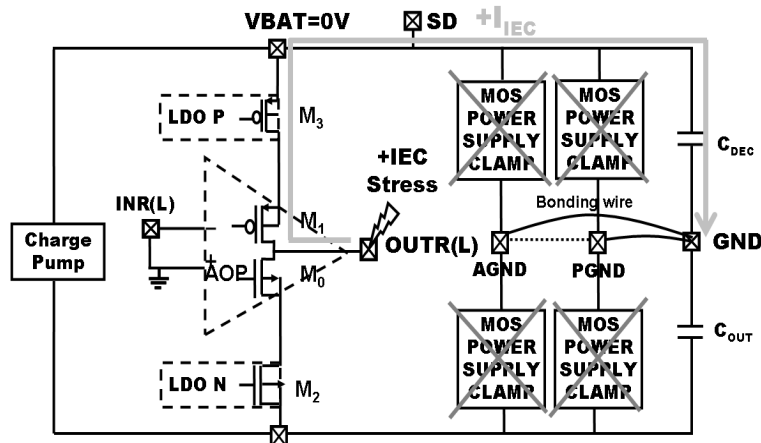 VBAT=0V
SD
+I_IEC
LDO P
M3
MOS
POWER
SUPPLY
CLAMP
MOS
POWER
SUPPLY
CLAMP
CDEC
+IEC
Stress
INR(L)
M1
Bonding wire
Charge
Pump
OUTR(L)
GND
AGND
PGND
+
AOP
M0
MOS
POWER
SUPPLY
CLAMP
MOS
POWER
SUPPLY
CLAMP
COUT
LDO N
M2